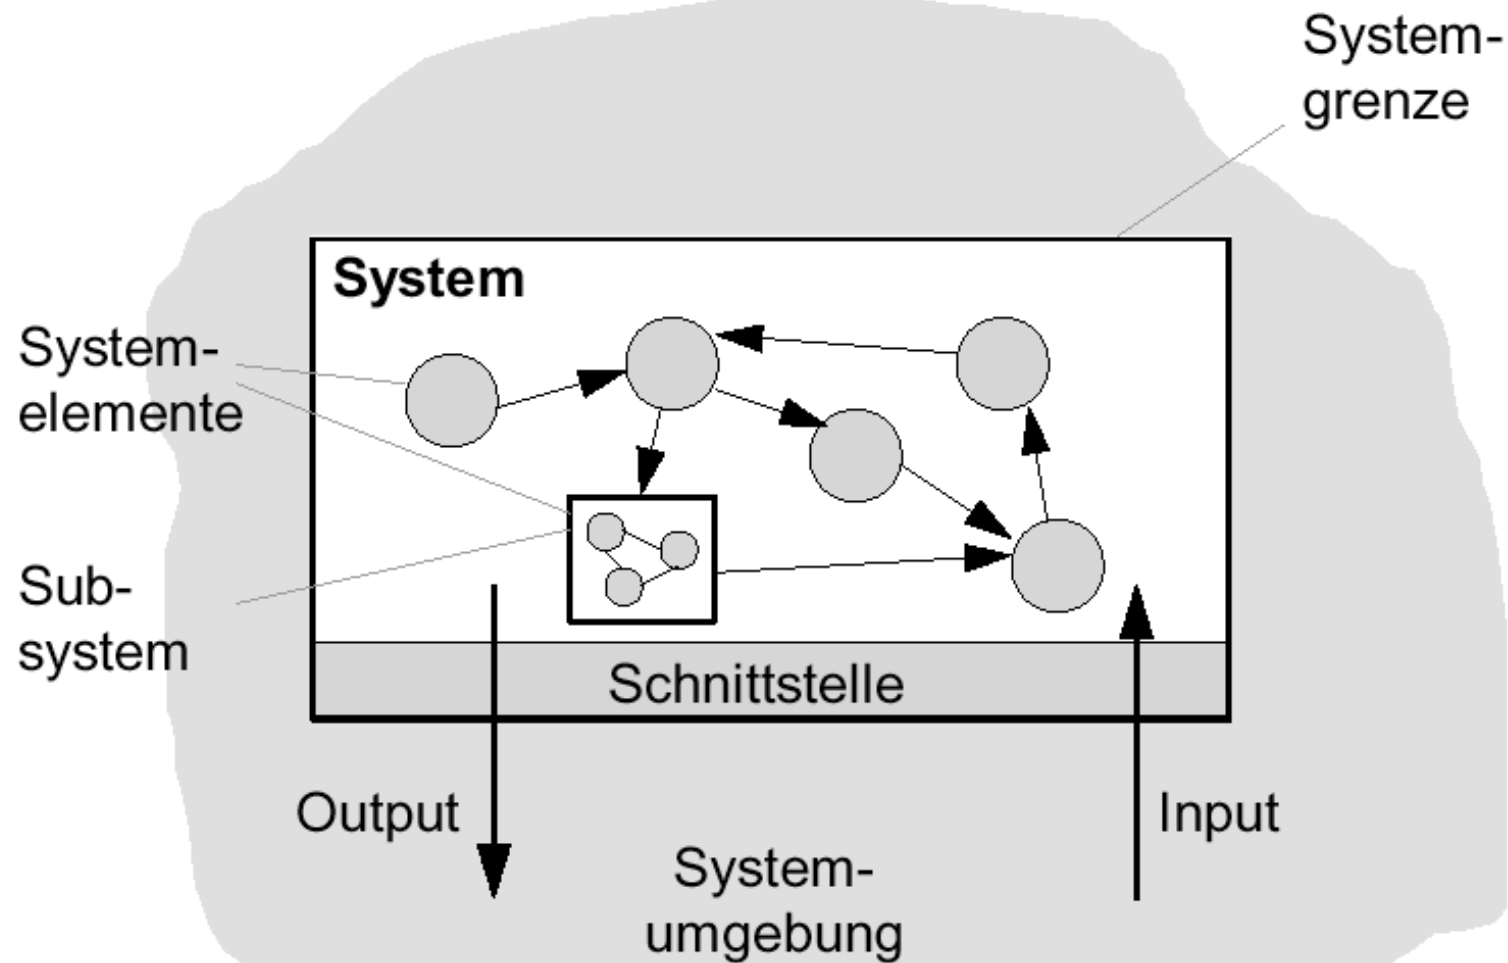 System-
grenze
System
System-
elemente
Sub-
system
Schnittstelle
Output
Input
System-
umgebung